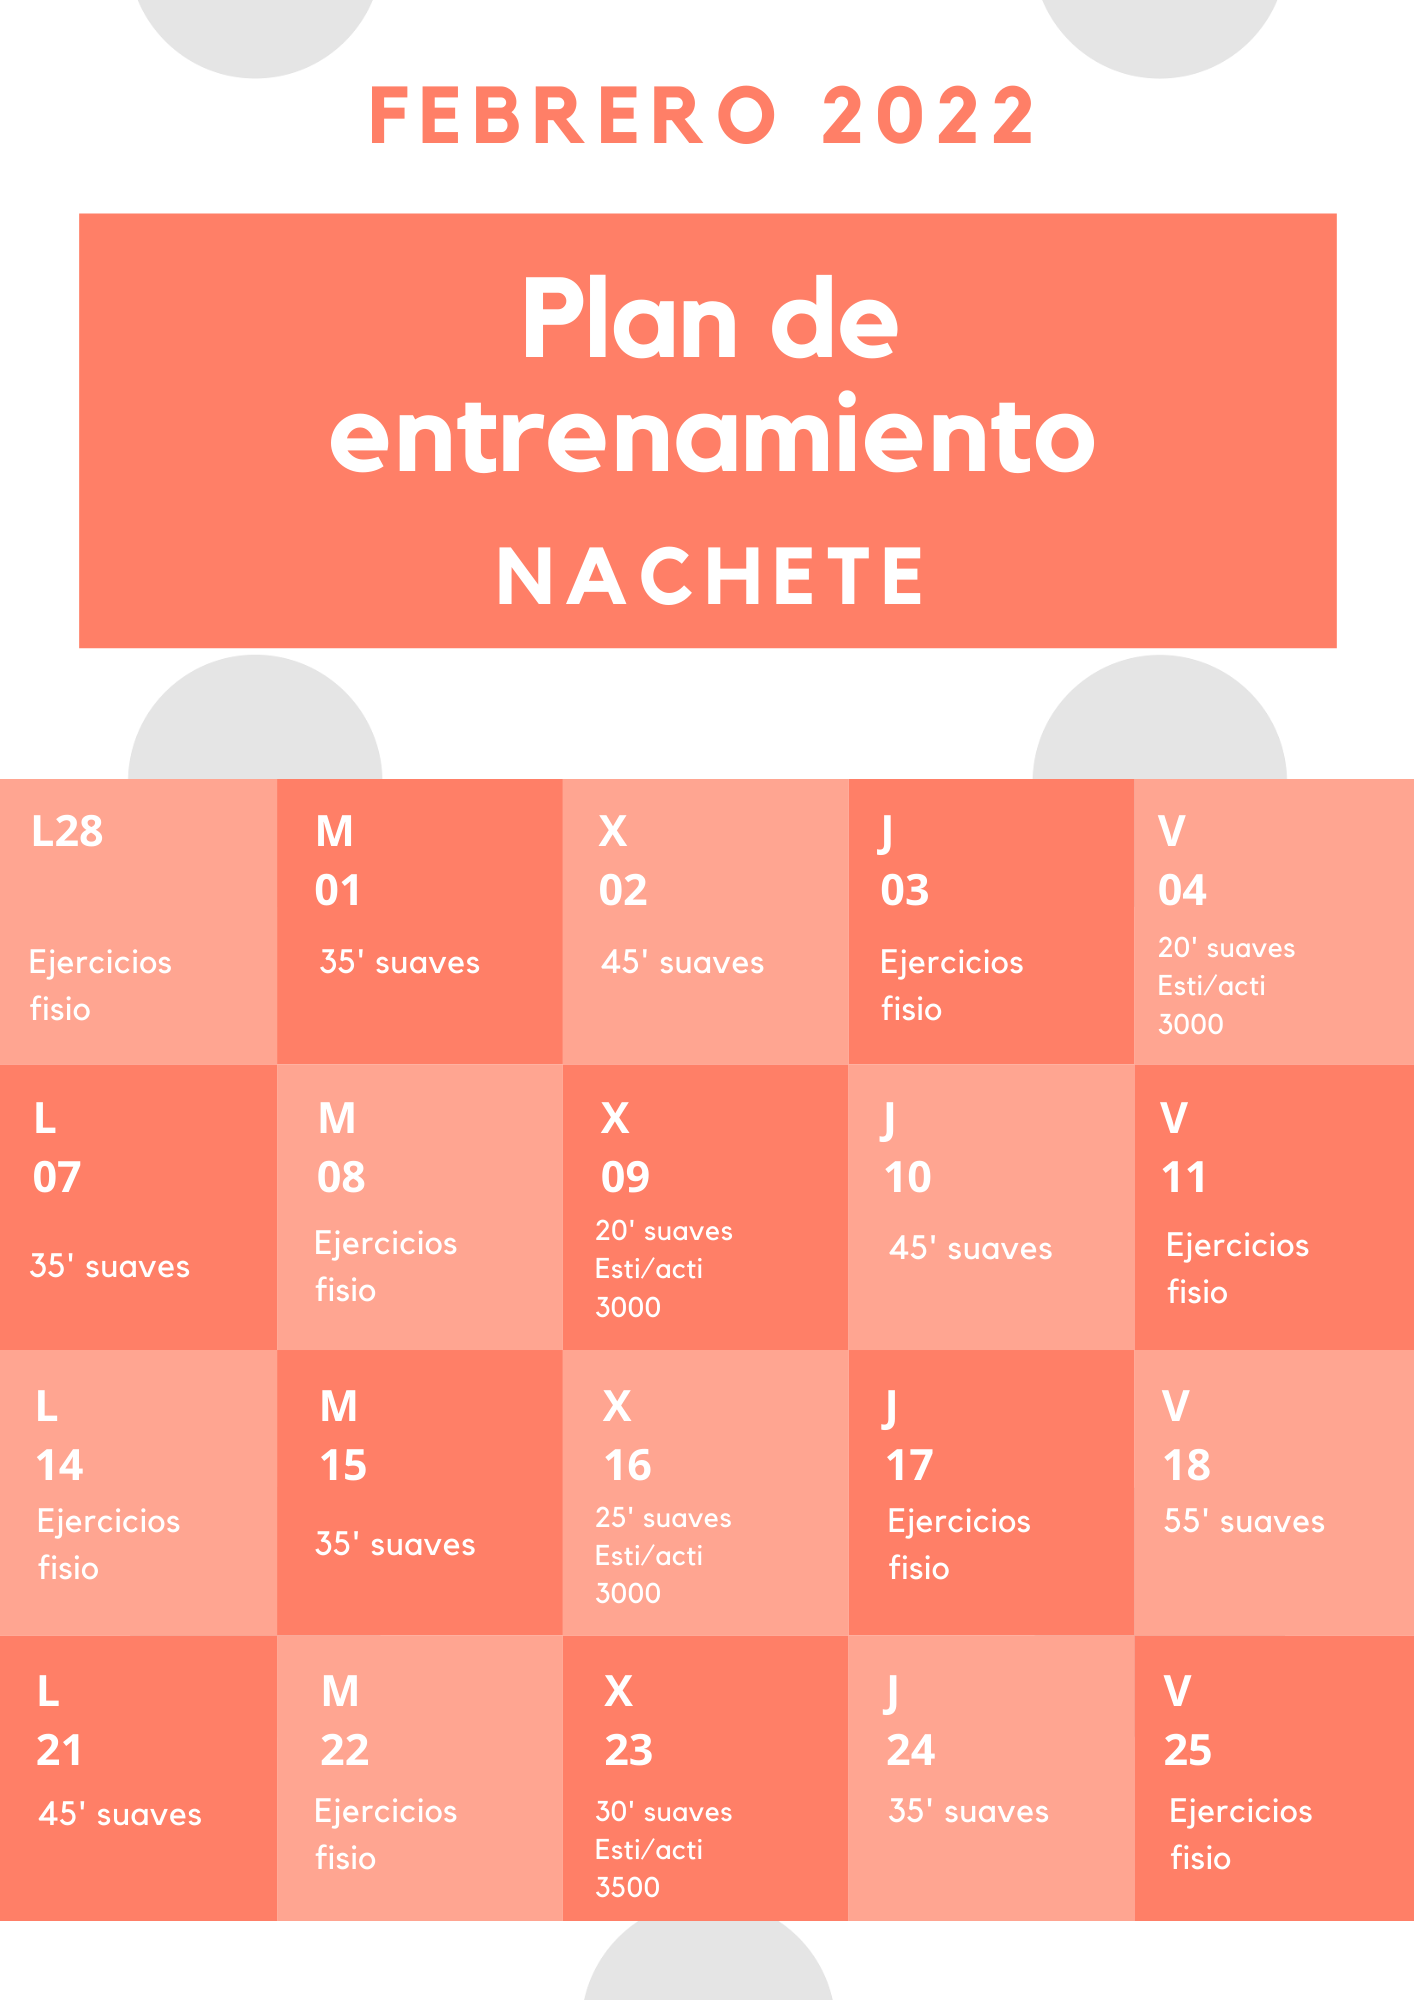 FEBRERO 2022
Plan de
entrenamiento
NACHETE
L28
Ejercicios
fisio
M
01
35' suaves
X
02
45' suaves
J
03
Ejercicios
fisio
V
04
20' suaves
Esti/acti
3000
L
07
35' suaves
M
08
Ejercicios
fisio
X
09
20' suaves
Esti/acti
3000
J
10
45' suaves
V
11
Ejercicios
fisio
L
14
Ejercicios
fisio
M
15
35' suaves
X
16
25' suaves
Esti/acti
3000
J
17
Ejercicios
fisio
V
18
55' suaves
L
21
45' suaves
M
22
Ejercicios
fisio
X
23
30' suaves
Esti/acti
3500
J
24
35' suaves
V
25
Ejercicios
fisio